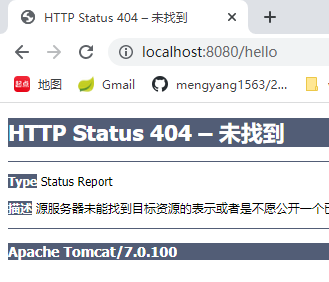 HTTP Status 404 – 未找到
localhost:8080/hello
起点 地图 Gmail mengyang1563/2...
HTTP Status 404 – 未找到
Type Status Report
描述 源服务器未能找到目标资源的表示或者是不愿公开一个已
Apache Tomcat/7.0.100